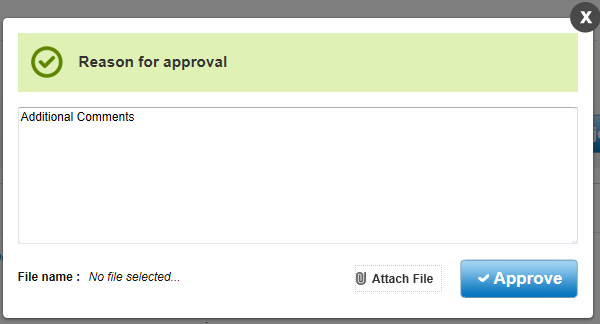 X
Reason for approval
Additional Comments
File name : No file selected...
Attach File
Approve